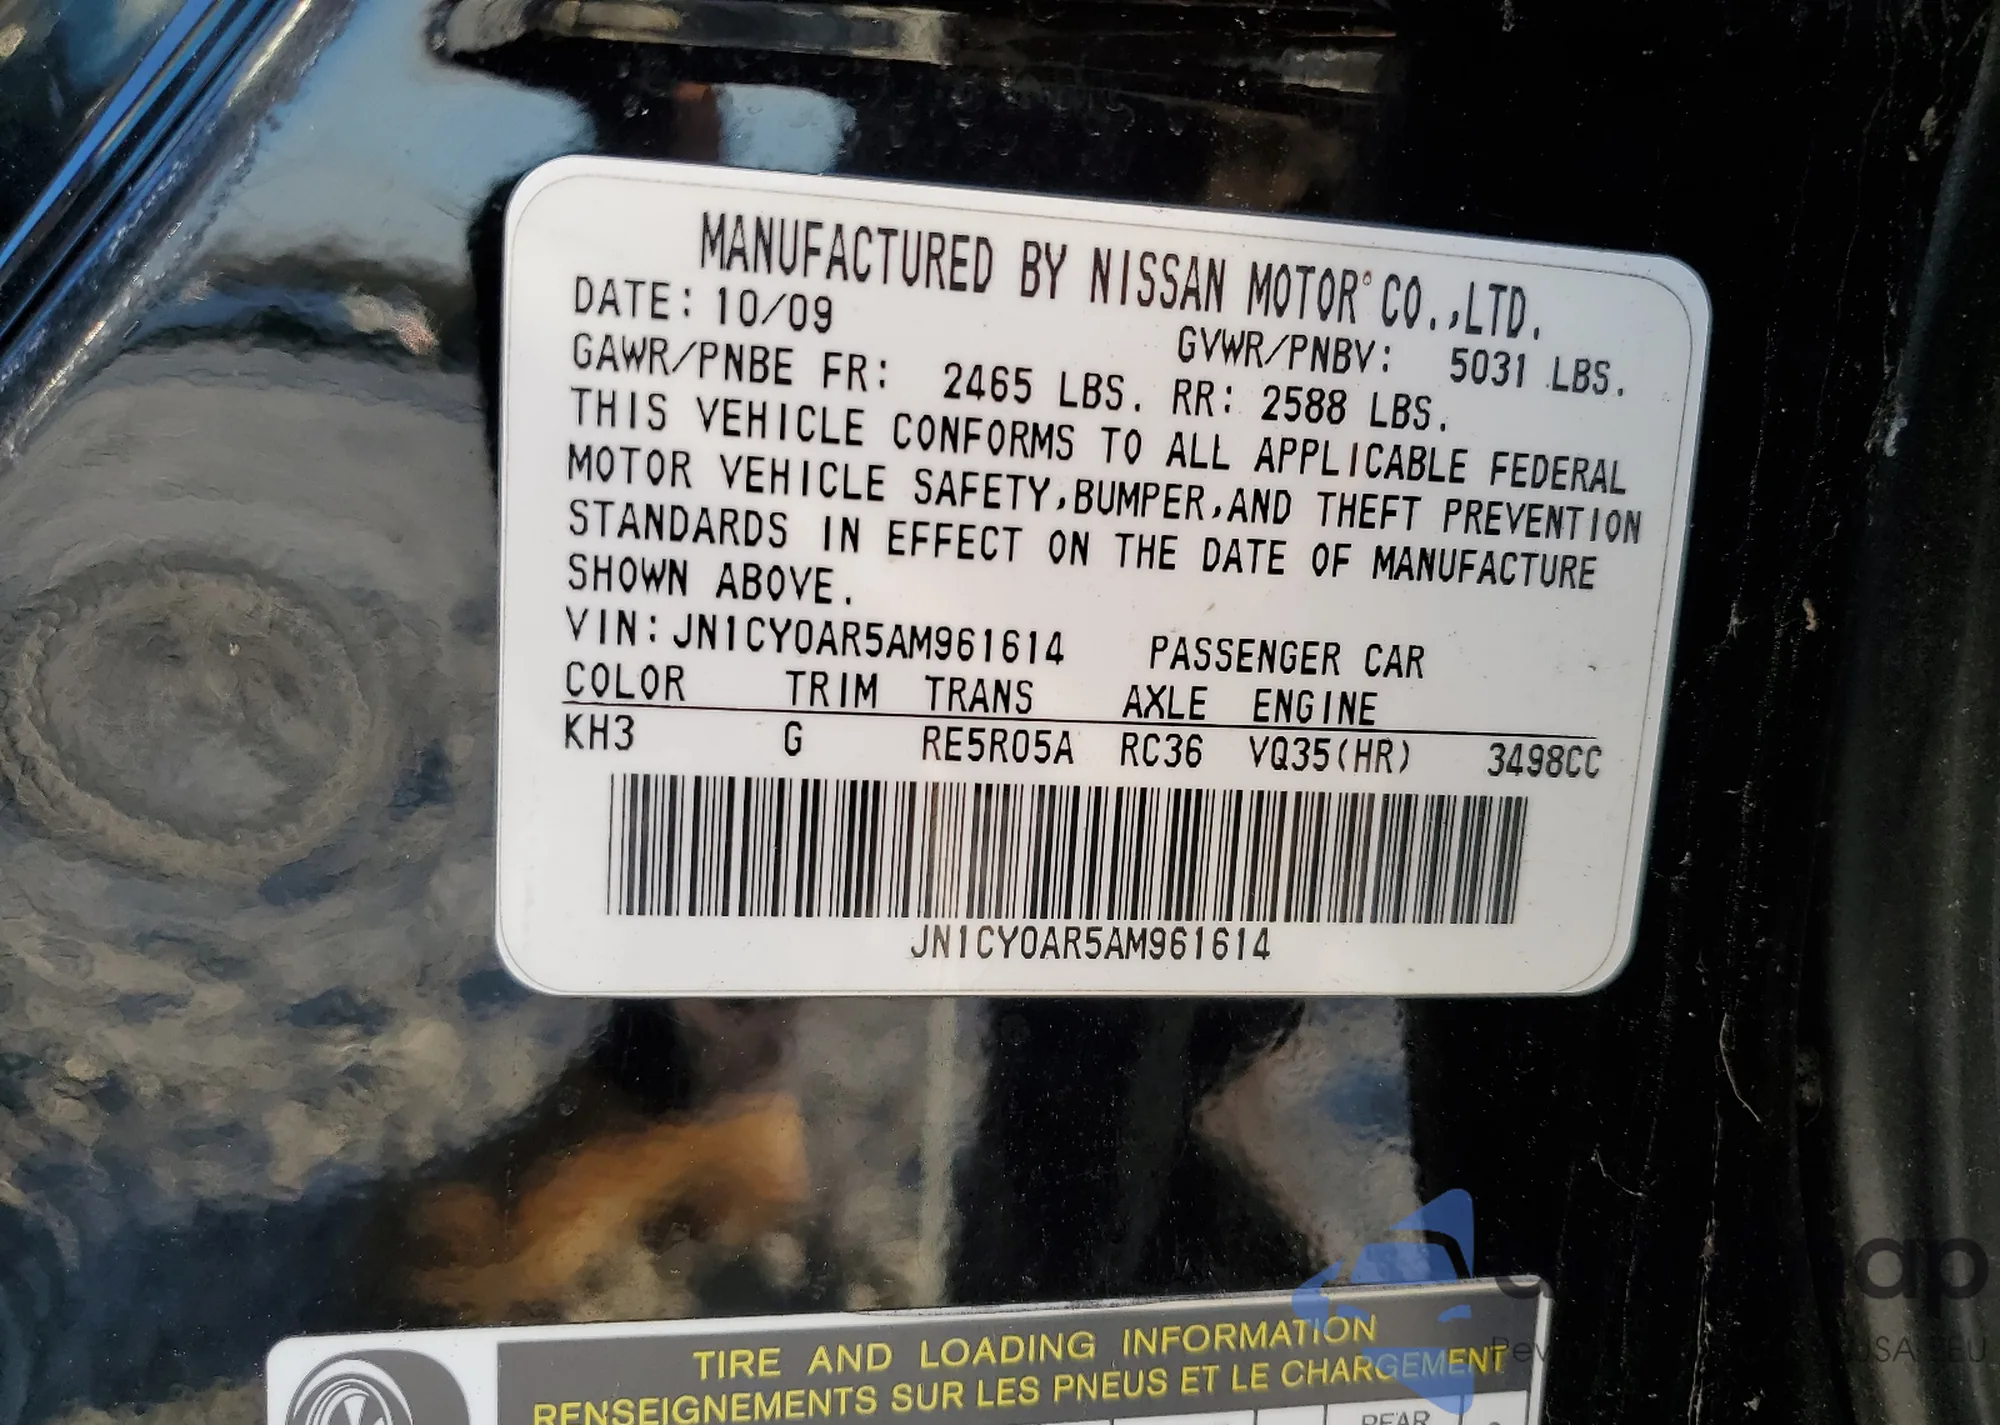 MANUFACTURED BY NISSAN MOTOR CO.,LTD.
DATE: 10/09
GVWR/PNBV: 5031 LBS.
GAWR/PNBE FR: 2465 LBS. RR: 2588 LBS.
THIS VEHICLE CONFORMS TO ALL APPLICABLE FEDERAL
MOTOR VEHICLE SAFETY,BUMPER,AND THEFT PREVENTION
STANDARDS IN EFFECT ON THE DATE OF MANUFACTURE
SHOWN ABOVE.
VIN: JN1CY0AR5AM961614 PASSENGER CAR
COLOR TRIM TRANS AXLE ENGINE
KH3 G RE5R05A RC36 VQ35(HR) 3498CC
JN1CY0AR5AM961614
TIRE AND LOADING INFORMATION
RENSEIGNEMENTS SUR LES PNEUS ET LE CHARGEMENT
REAR